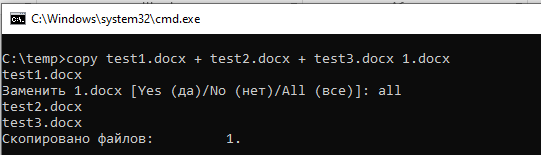 C:\Windows\system32\cmd.exe
C:\temp>copy test1.docx + test2.docx + test3.docx 1.docx
test1.docx
Заменить 1.docx [Yes (да)/No (нет)/All (все)]: all
test2.docx
test3.docx
Скопировано файлов:         1.